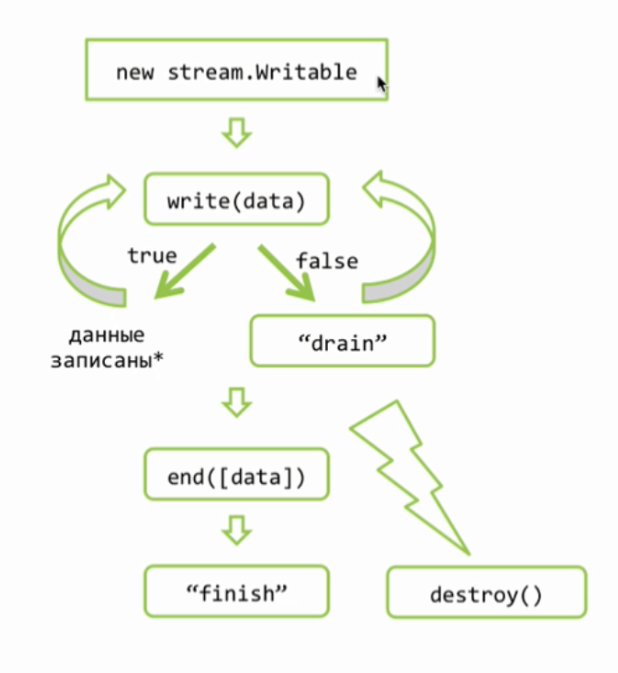 new stream.Writable
write(data)
true
false
данные
записаны*
“drain”
end([data])
“finish”
destroy()